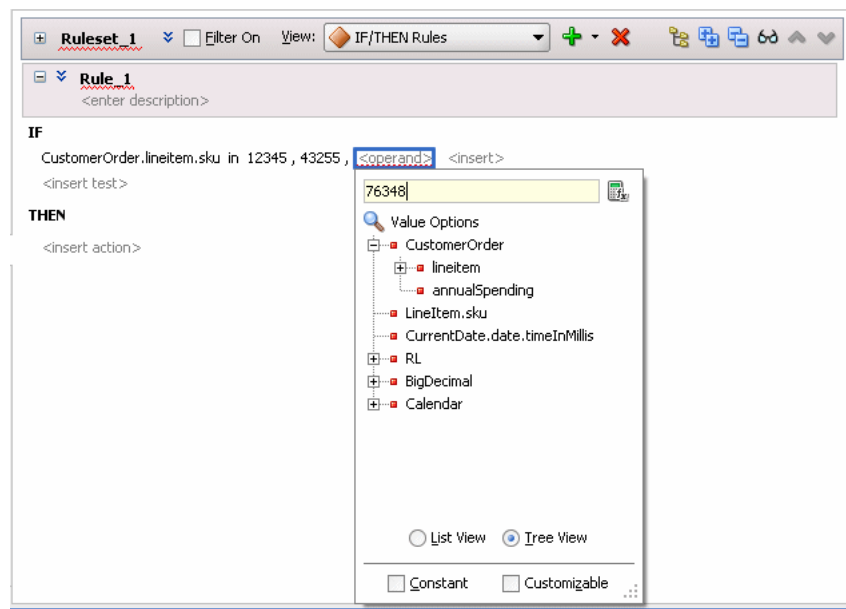 Ruleset_1 Filter On View: IF/THEN Rules
Rule_1
<enter description>
IF
CustomerOrder.lineitem.sku in 12345 , 43255 , <operand> <insert>
<insert test>
76348
THEN
Value Options
<insert action>
CustomerOrder
lineitem
annualSpending
LineItem.sku
CurrentDate.date.timeInMillis
RL
BigDecimal
Calendar
List View Tree View
Constant Customizable